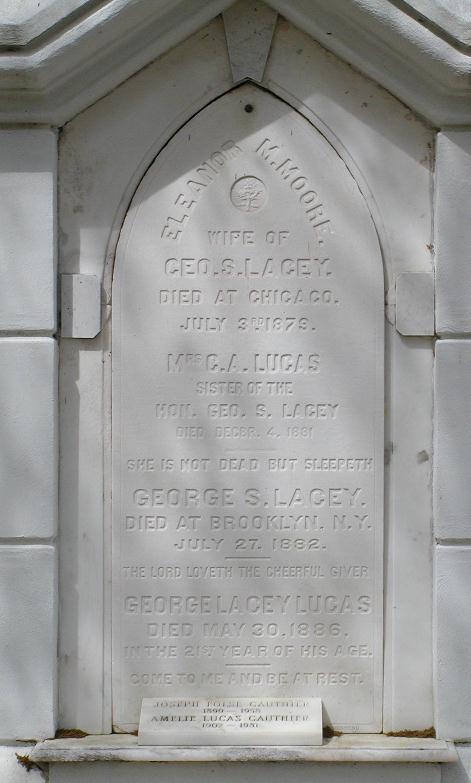 ELEANOR M. MOORE.
WIFE OF
GEO. S. LACEY.
DIED AT CHICAGO.
JULY 3RD 1879.
MRS C. A. LUCAS
SISTER OF THE
HON. GEO. S. LACEY
DIED DECBR. 4, 1881
SHE IS NOT DEAD BUT SLEEPETH
GEORGE S. LACEY.
DIED AT BROOKLYN, N.Y.
JULY 27. 1882.
THE LORD LOVETH THE CHEERFUL GIVER
GEORGE LACEY LUCAS
DIED MAY 30. 1886.
IN THE 21ST YEAR OF HIS AGE.
COME TO ME AND BE AT REST.
JOSEPH FOLSE GAUTHIER
AMELIE LUCAS GAUTHIER